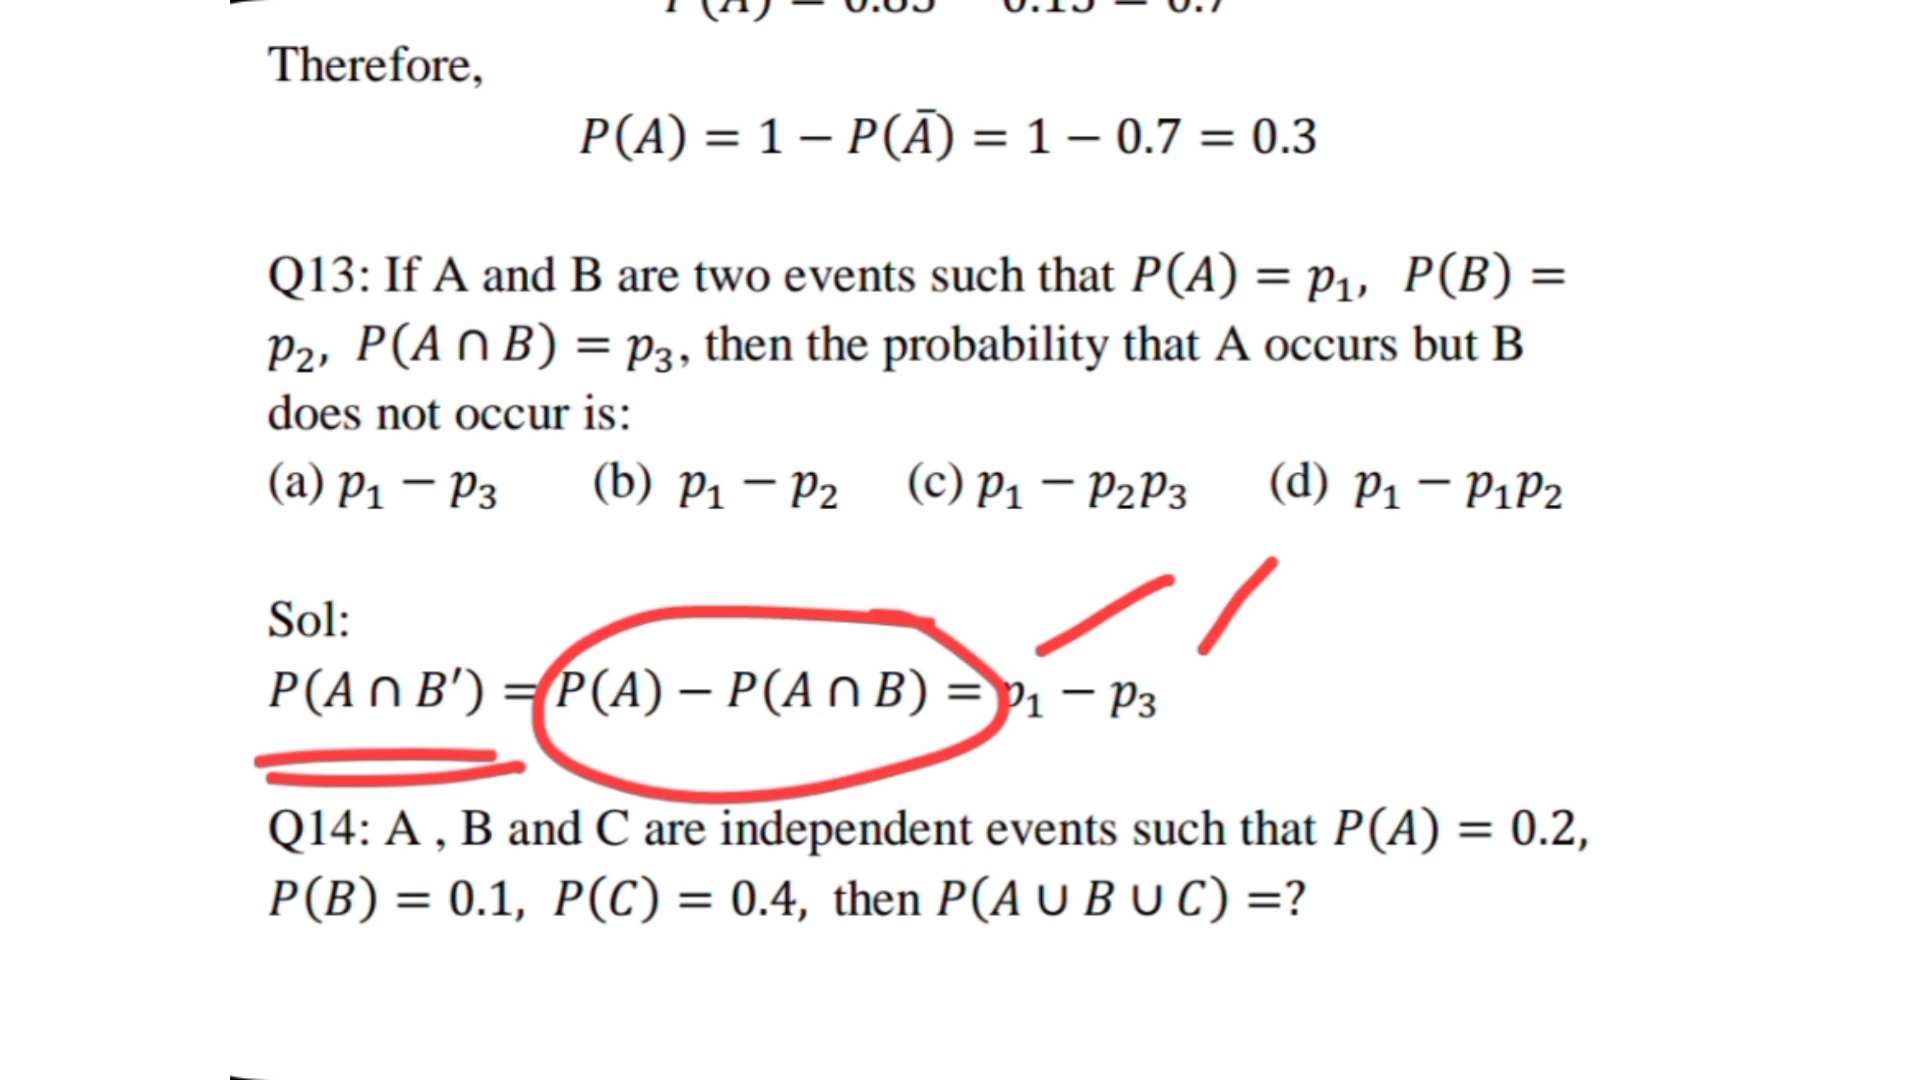 Therefore,
P(A) = 1 − P(Ā) = 1 − 0.7 = 0.3
Q13: If A and B are two events such that P(A) = p₁, P(B) =
p₂, P(A ∩ B) = p₃, then the probability that A occurs but B
does not occur is:
(a) p₁ − p₃ (b) p₁ − p₂ (c) p₁ − p₂p₃ (d) p₁ − p₁p₂
Sol:
P(A ∩ B′) = P(A) − P(A ∩ B) = p₁ − p₃
Q14: A , B and C are independent events such that P(A) = 0.2,
P(B) = 0.1, P(C) = 0.4, then P(A ∪ B ∪ C) =?